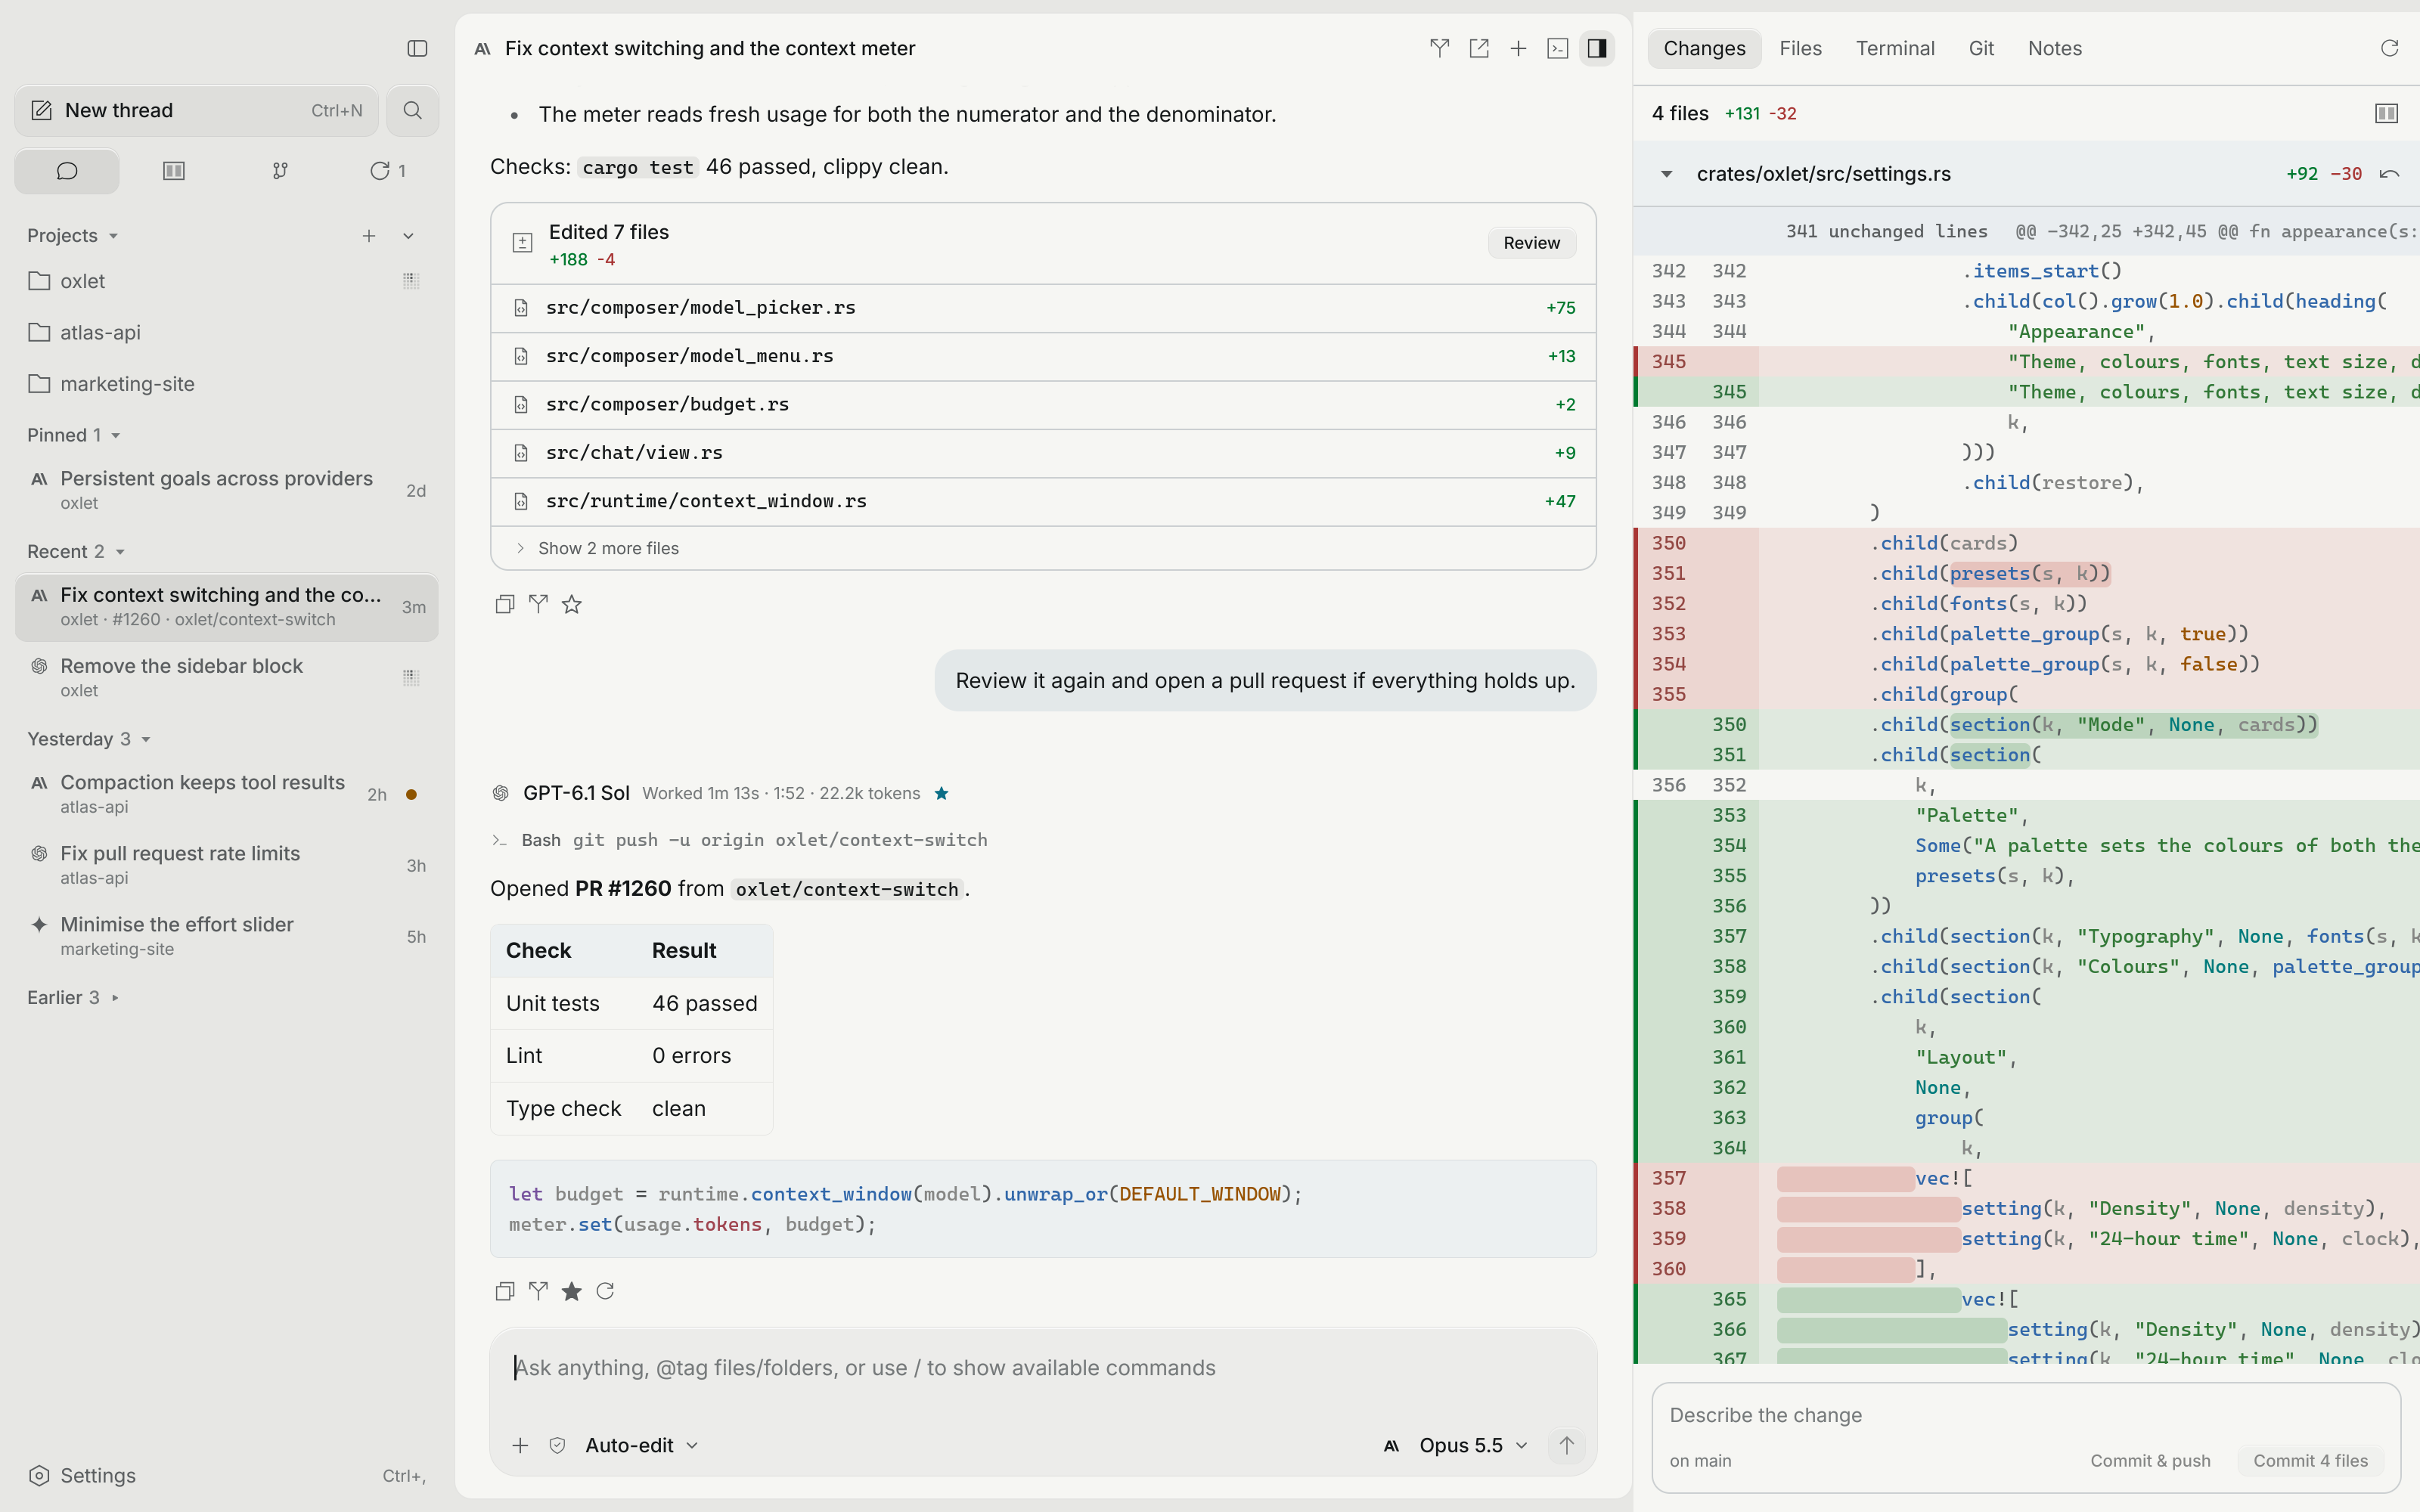 New thread
Ctrl+N
1
Projects
oxlet
atlas-api
marketing-site
Pinned 1
Persistent goals across providers
oxlet
2d
Recent 2
Fix context switching and the co...
oxlet · #1260 · oxlet/context-switch
3m
Remove the sidebar block
oxlet
Yesterday 3
Compaction keeps tool results
atlas-api
2h
Fix pull request rate limits
atlas-api
3h
Minimise the effort slider
marketing-site
5h
Earlier 3
Settings
Ctrl+,
Fix context switching and the context meter
• The meter reads fresh usage for both the numerator and the denominator.
Checks: cargo test 46 passed, clippy clean.
Edited 7 files
+188 -4
Review
src/composer/model_picker.rs +75
src/composer/model_menu.rs +13
src/composer/budget.rs +2
src/chat/view.rs +9
src/runtime/context_window.rs +47
Show 2 more files
Review it again and open a pull request if everything holds up.
GPT-6.1 Sol Worked 1m 13s · 1:52 · 22.2k tokens
Bash git push -u origin oxlet/context-switch
Opened PR #1260 from oxlet/context-switch.
Check Result
Unit tests 46 passed
Lint 0 errors
Type check clean
let budget = runtime.context_window(model).unwrap_or(DEFAULT_WINDOW);
meter.set(usage.tokens, budget);
Ask anything, @tag files/folders, or use / to show available commands
Auto-edit
Opus 5.5
Changes Files Terminal Git Notes
4 files +131 -32
crates/oxlet/src/settings.rs +92 -30
341 unchanged lines @@ -342,25 +342,45 @@ fn appearance(s:
342 342 .items_start()
343 343 .child(col().grow(1.0).child(heading(
344 344 "Appearance",
345 "Theme, colours, fonts, text size, d
345 "Theme, colours, fonts, text size, d
346 346 k,
347 347 )))
348 348 .child(restore),
349 349 )
350 .child(cards)
351 .child(presets(s, k))
352 .child(fonts(s, k))
353 .child(palette_group(s, k, true))
354 .child(palette_group(s, k, false))
355 .child(group(
350 .child(section(k, "Mode", None, cards))
351 .child(section(
356 352 k,
353 "Palette",
354 Some("A palette sets the colours of both the
355 presets(s, k),
356 ))
357 .child(section(k, "Typography", None, fonts(s, k
358 .child(section(k, "Colours", None, palette_group
359 .child(section(
360 k,
361 "Layout",
362 None,
363 group(
364 k,
357 vec![
358 setting(k, "Density", None, density),
359 setting(k, "24-hour time", None, clock),
360 ],
365 vec![
366 setting(k, "Density", None, density)
367 setting(k, "24-hour time", None, clo
Describe the change
on main
Commit & push
Commit 4 files